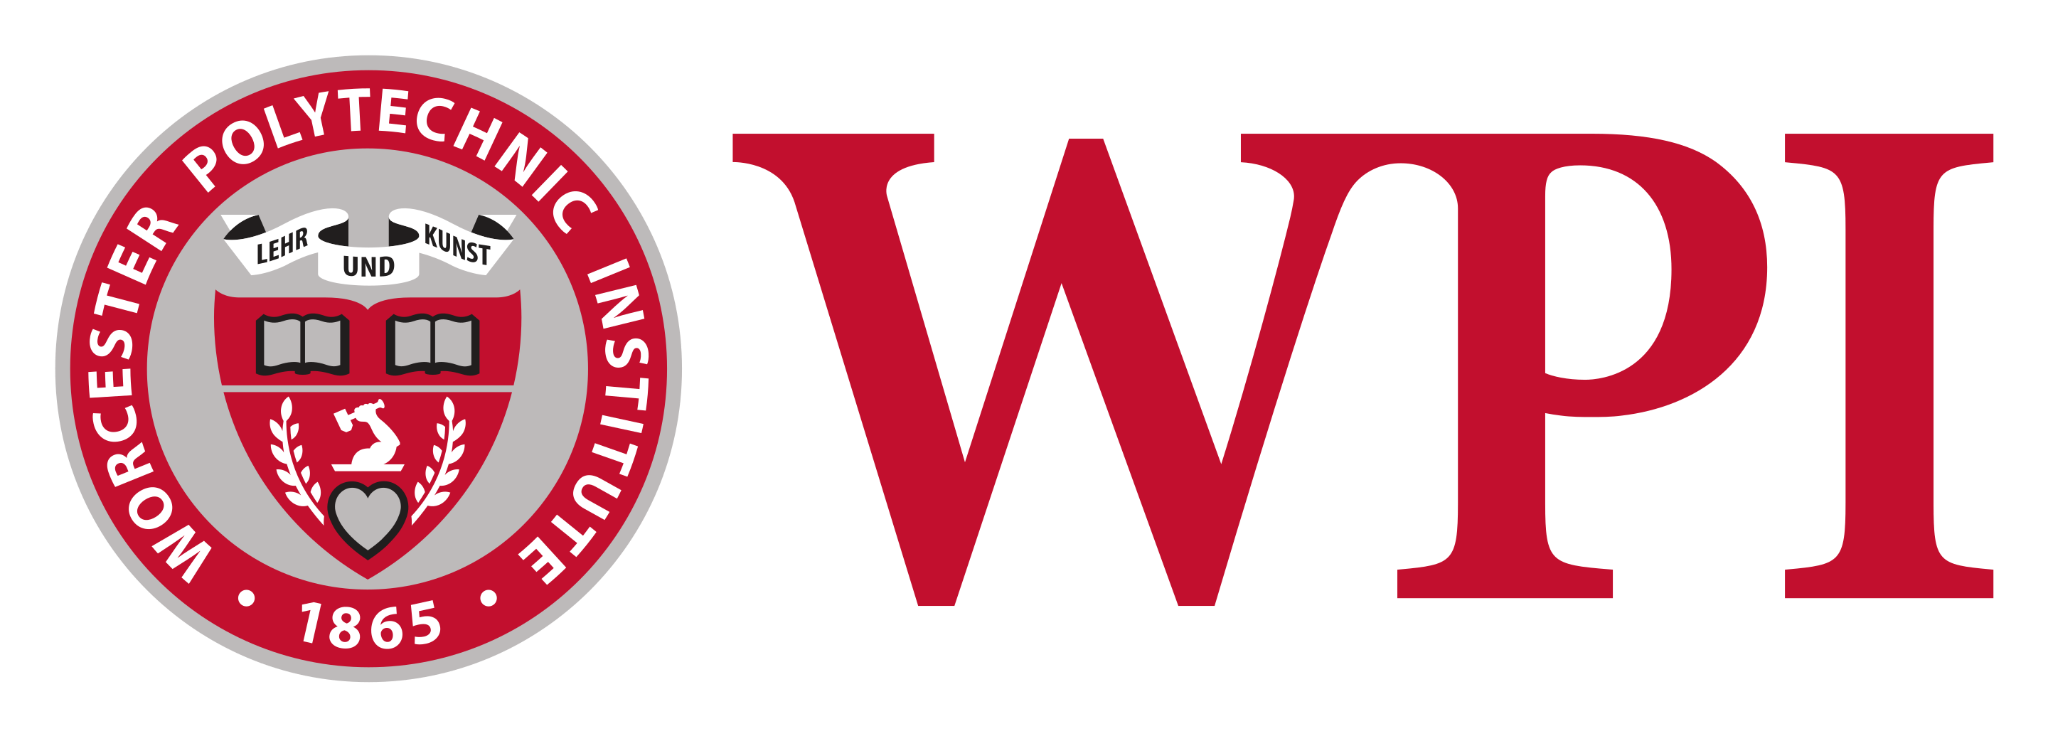 WORCESTER POLYTECHNIC INSTITUTE
LEHR UND KUNST
· 1865 ·
WPI